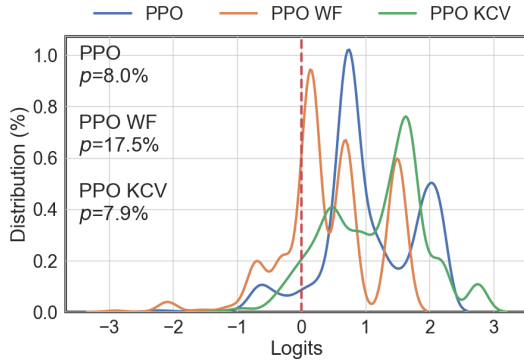 PPO PPO WF PPO KCV
PPO
p=8.0%
PPO WF
p=17.5%
PPO KCV
p=7.9%
Distribution (%)
1.0
0.8
0.6
0.4
0.2
0.0
−3 −2 −1 0 1 2 3
Logits